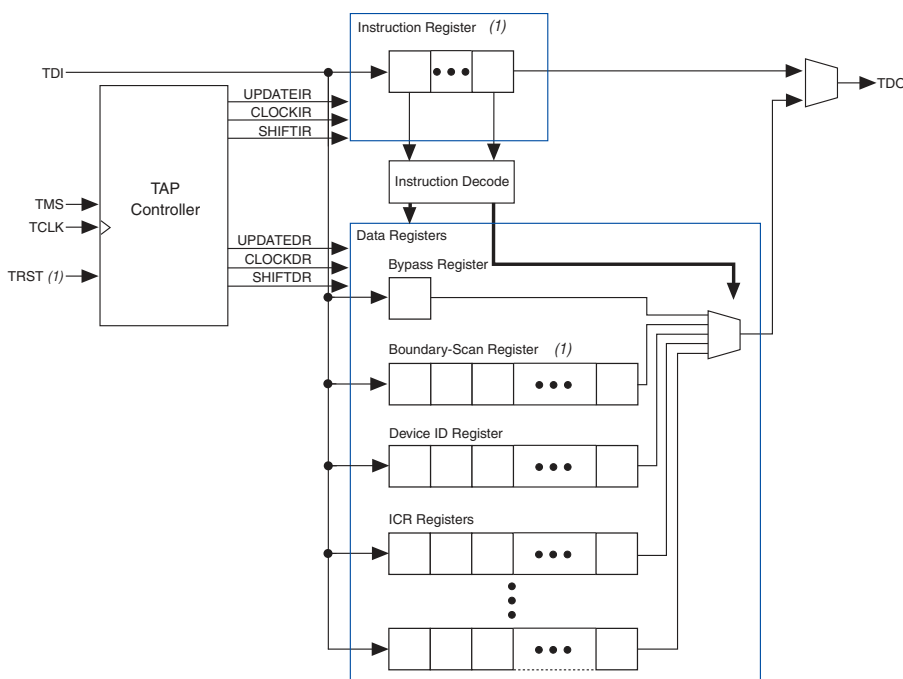 Instruction Register (1)
TDI
TDO
UPDATEIR
CLOCKIR
SHIFTIR
TAP
Controller
Instruction Decode
TMS
TCLK
TRST (1)
UPDATEDR
CLOCKDR
SHIFTDR
Data Registers
Bypass Register
Boundary-Scan Register (1)
Device ID Register
ICR Registers